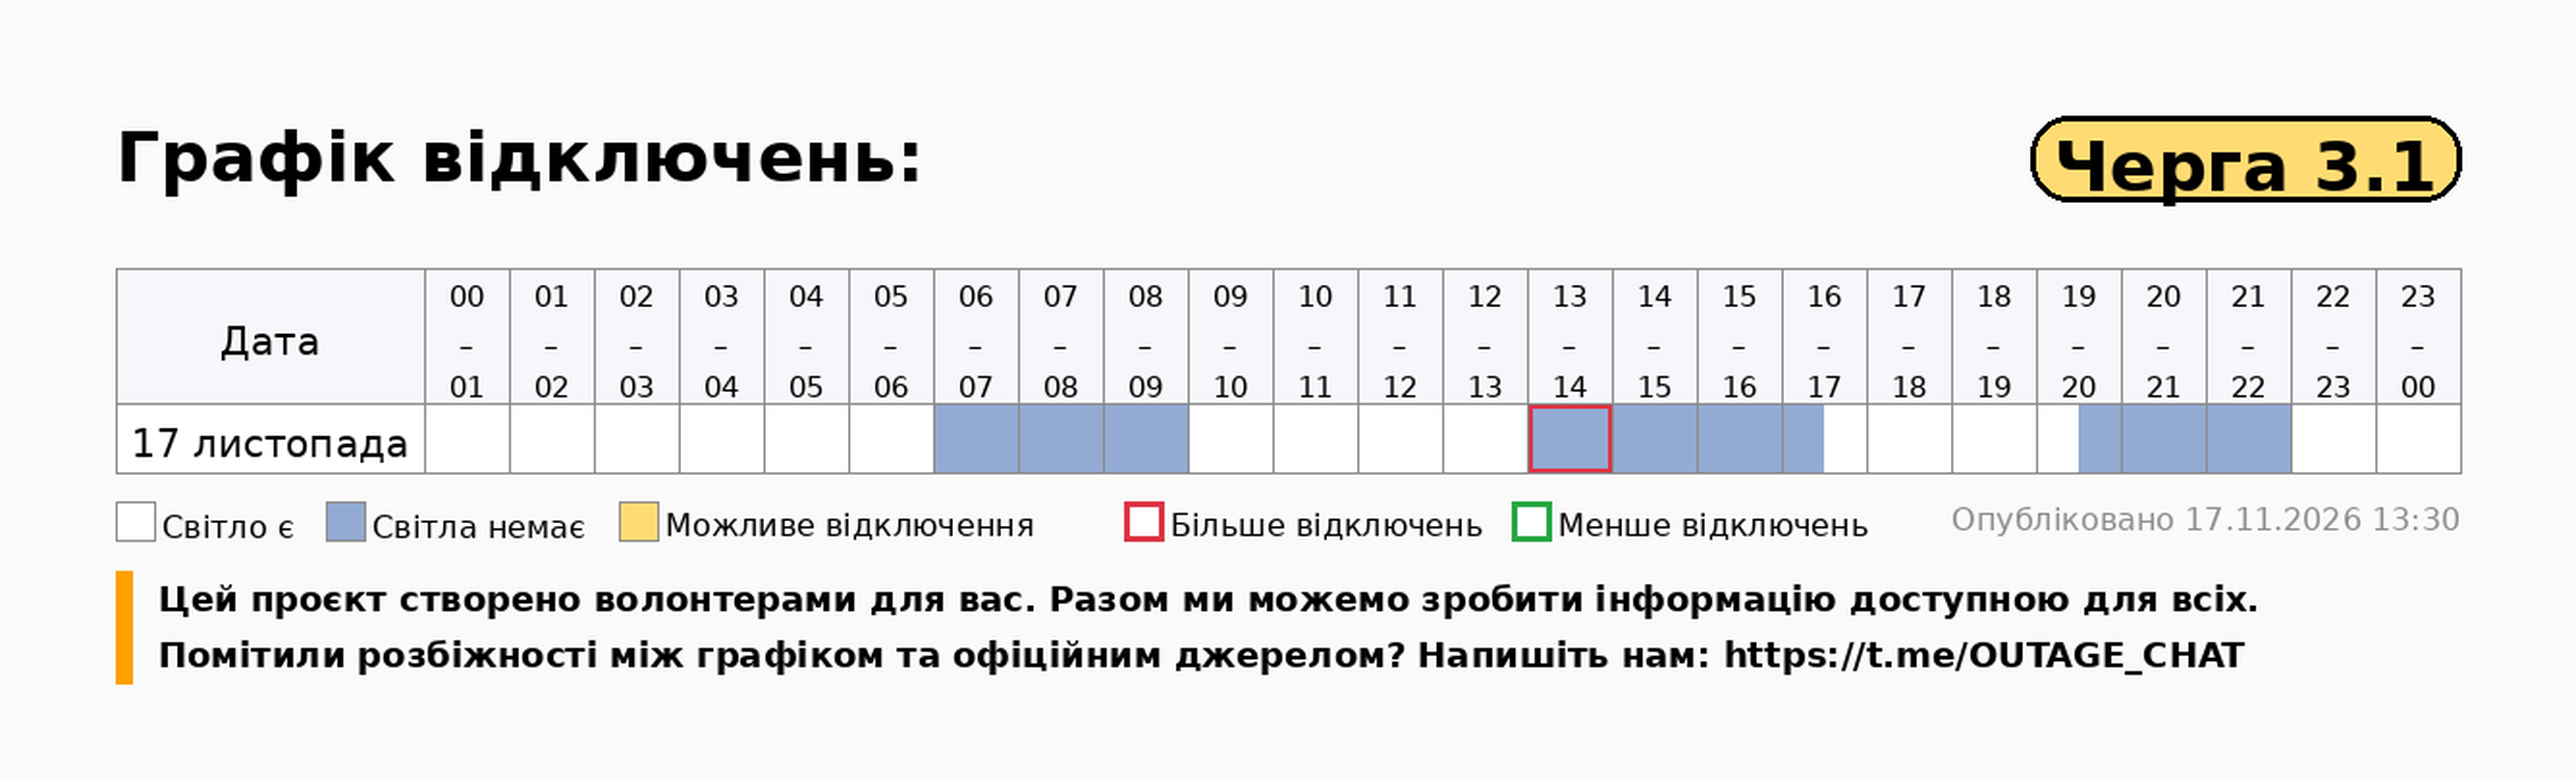 Графік відключень:
Черга 3.1
Дата
00 – 01
01 – 02
02 – 03
03 – 04
04 – 05
05 – 06
06 – 07
07 – 08
08 – 09
09 – 10
10 – 11
11 – 12
12 – 13
13 – 14
14 – 15
15 – 16
16 – 17
17 – 18
18 – 19
19 – 20
20 – 21
21 – 22
22 – 23
23 – 00
17 листопада
Світло є
Світла немає
Можливе відключення
Більше відключень
Менше відключень
Опубліковано 17.11.2026 13:30
Цей проєкт створено волонтерами для вас. Разом ми можемо зробити інформацію доступною для всіх.
Помітили розбіжності між графіком та офіційним джерелом? Напишіть нам: https://t.me/OUTAGE_CHAT